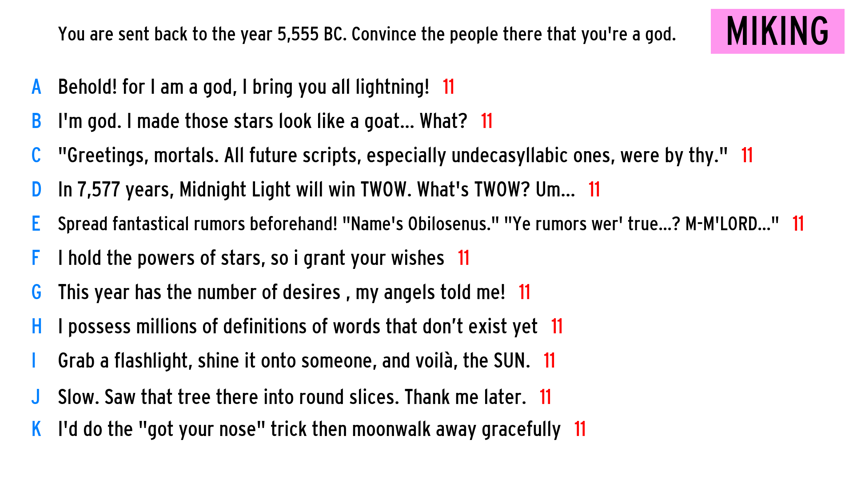 You are sent back to the year 5,555 BC. Convince the people there that you're a god.
MIKING
A Behold! for I am a god, I bring you all lightning! 11
B I'm god. I made those stars look like a goat... What? 11
C "Greetings, mortals. All future scripts, especially undecasyllabic ones, were by thy." 11
D In 7,577 years, Midnight Light will win TWOW. What's TWOW? Um... 11
E Spread fantastical rumors beforehand! "Name's Obilosenus." "Ye rumors wer' true...? M-M'LORD..." 11
F I hold the powers of stars, so i grant your wishes 11
G This year has the number of desires , my angels told me! 11
H I possess millions of definitions of words that don’t exist yet 11
I Grab a flashlight, shine it onto someone, and voilà, the SUN. 11
J Slow. Saw that tree there into round slices. Thank me later. 11
K I'd do the "got your nose" trick then moonwalk away gracefully 11